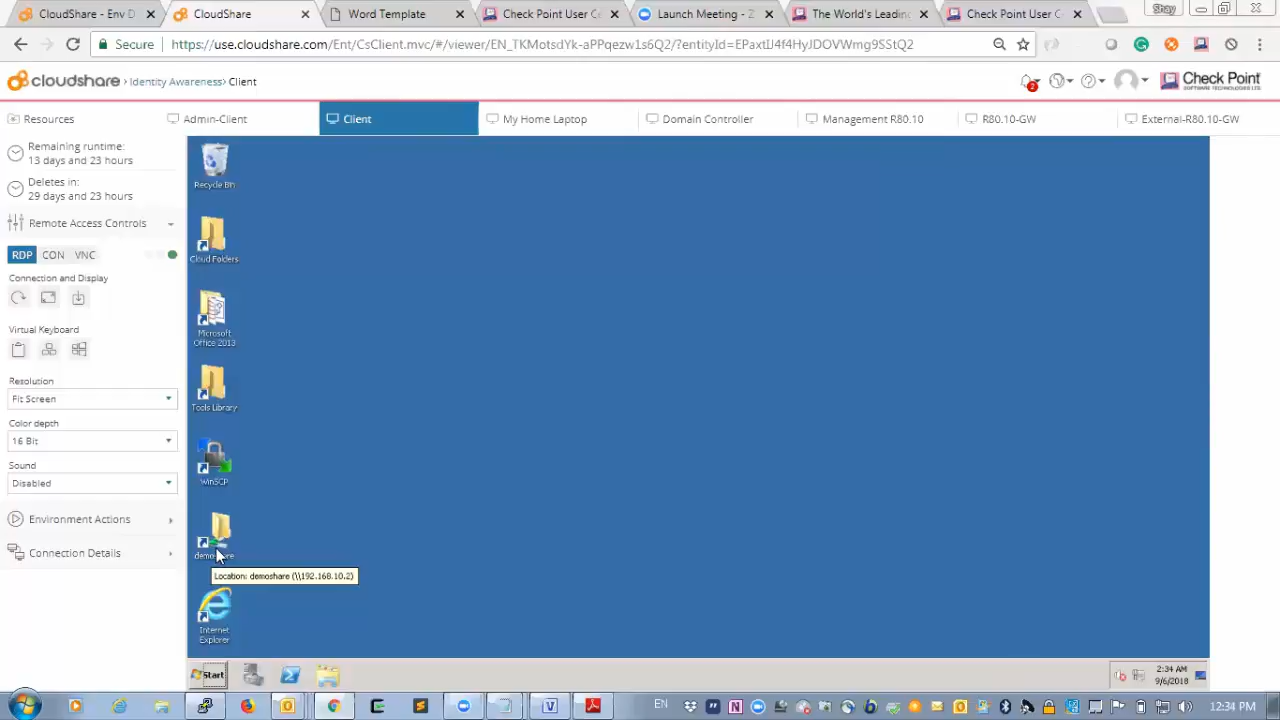 CloudShare - Env D
CloudShare
Word Template
Check Point User C
Launch Meeting - Z
The World's Leading
Check Point User C
Shay
Secure
https://use.cloudshare.com/Ent/CsClient.mvc/#/viewer/EN_TKMotsdYk-aPPqezw1s6Q2/?entityId=EPaxtIJ4f4HyJDOVWmg9SStQ2
cloudshare › Identity Awareness› Client
2
Check Point
SOFTWARE TECHNOLOGIES LTD.
Resources
Admin-Client
Client
My Home Laptop
Domain Controller
Management R80.10
R80.10-GW
External-R80.10-GW
Remaining runtime:
13 days and 23 hours
Deletes in:
29 days and 23 hours
Remote Access Controls
RDP
CON
VNC
Connection and Display
Virtual Keyboard
Resolution
Fit Screen
Color depth
16 Bit
Sound
Disabled
Environment Actions
Connection Details
Recycle Bin
Cloud Folders
Microsoft
Office 2013
Tools Library
WinSCP
demoshare
Location: demoshare (\\192.168.10.2)
Internet
Explorer
Start
2:34 AM
9/6/2018
EN
12:34 PM